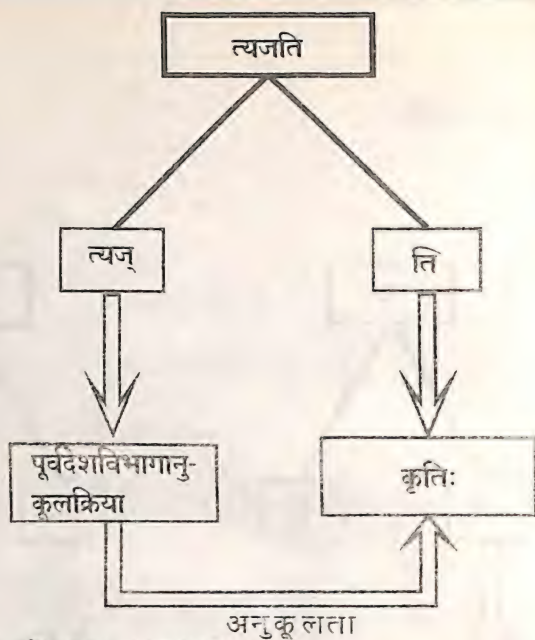 त्यजति
त्यज्
ति
पूर्वदेशविभागानु-
कूलक्रिया
कृतिः
अनुकूलता